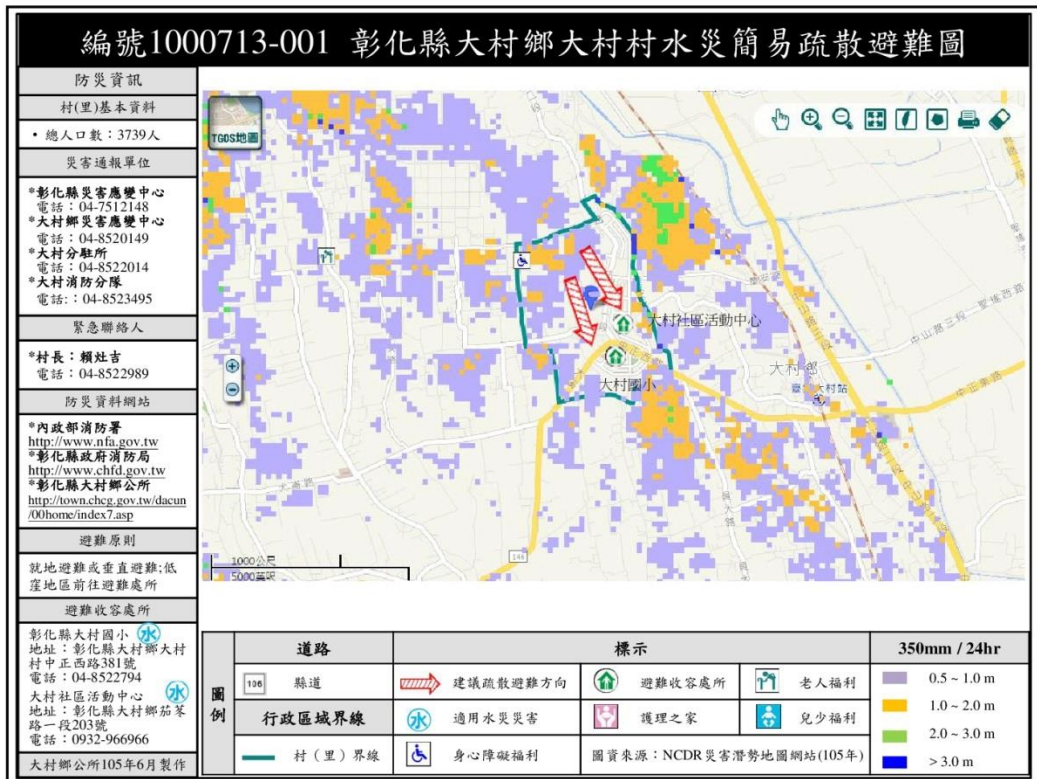 編號1000713-001 彰化縣大村鄉大村村水災簡易疏散避難圖
防災資訊
村(里)基本資料
• 總人口數：3739人
災害通報單位
*彰化縣災害應變中心
電話：04-7512148
*大村鄉災害應變中心
電話：04-8520149
*大村分駐所
電話：04-8522014
*大村消防分隊
電話:：04-8523495
緊急聯絡人
*村長：賴灶吉
電話：04-8522989
防災資料網站
*內政部消防署
http://www.nfa.gov.tw
*彰化縣政府消防局
http://www.chfd.gov.tw
*彰化縣大村鄉公所
http://town.chcg.gov.tw/dacun
/00home/index7.asp
避難原則
就地避難或垂直避難;低
窪地區前往避難處所
避難收容處所
彰化縣大村國小 水
地址：彰化縣大村鄉大村
村中正西路381號
電話：04-8522794
大村社區活動中心 水
地址：彰化縣大村鄉茄苳
路一段203號
電話：0932-966966
大村鄉公所105年6月製作
TGOS地圖
大村社區活動中心
大村國小
大村鄉
中山路三段
中正東路
1000公尺
5000英呎
圖例
道路
標示
350mm / 24hr
縣道
建議疏散避難方向
避難收容處所
老人福利
0.5 ~ 1.0 m
行政區域界線
水
適用水災災害
護理之家
兒少福利
1.0 ~ 2.0 m
2.0 ~ 3.0 m
村（里）界線
身心障礙福利
圖資來源：NCDR災害潛勢地圖網站(105年)
> 3.0 m